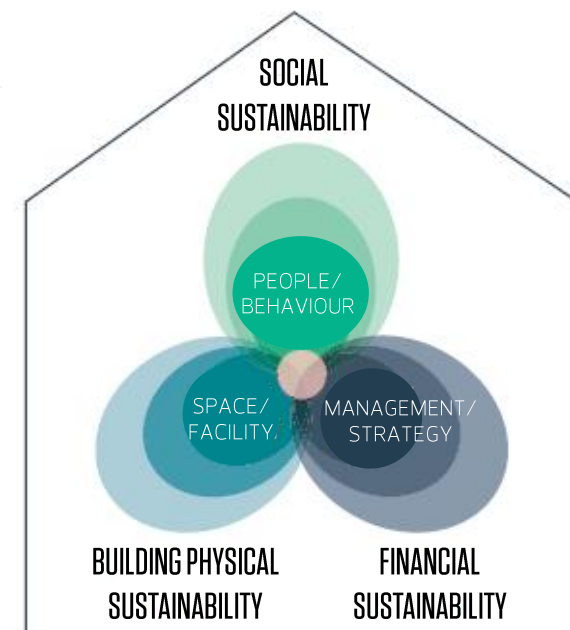 SOCIAL
SUSTAINABILITY
PEOPLE/
BEHAVIOUR
SPACE/
FACILITY
MANAGEMENT/
STRATEGY
BUILDING PHYSICAL
SUSTAINABILITY
FINANCIAL
SUSTAINABILITY